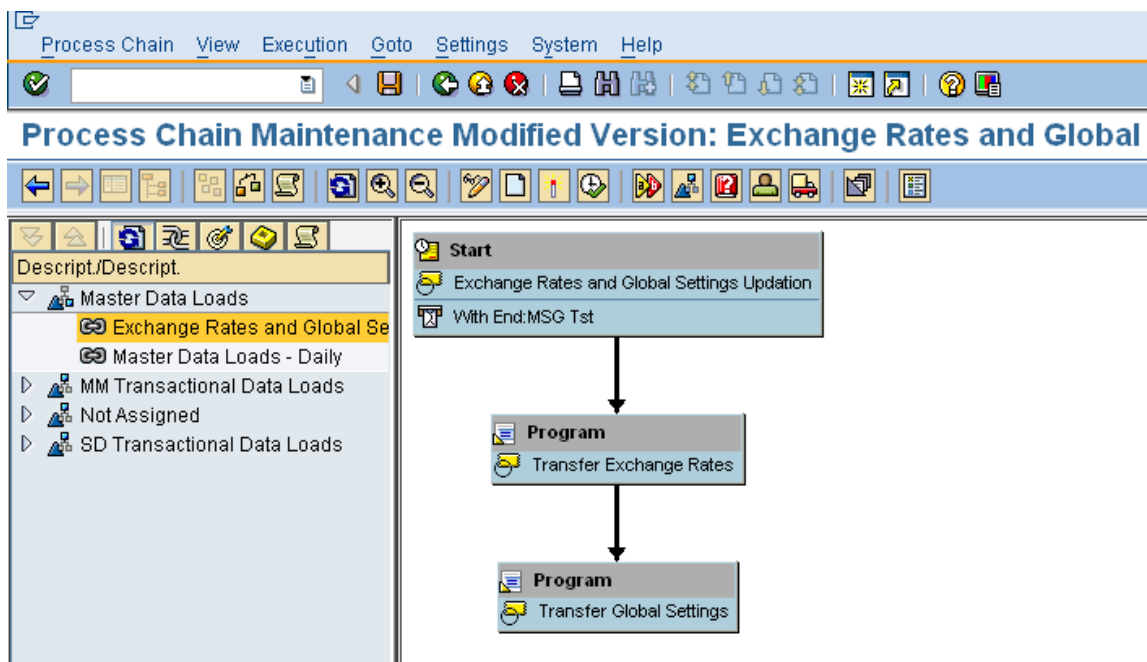 Process Chain View Execution Goto Settings System Help
Process Chain Maintenance Modified Version: Exchange Rates and Global
Descript./Descript.
Master Data Loads
Exchange Rates and Global Se
Master Data Loads - Daily
MM Transactional Data Loads
Not Assigned
SD Transactional Data Loads
Start
Exchange Rates and Global Settings Updation
With End:MSG Tst
Program
Transfer Exchange Rates
Program
Transfer Global Settings